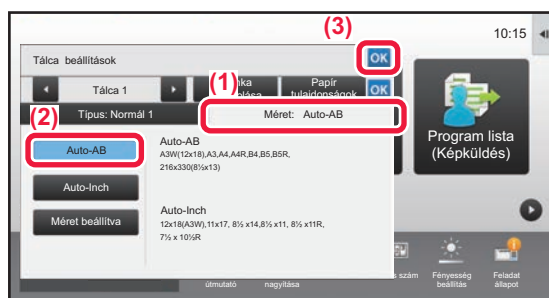 (3)
10:15
Tálca beállítások
OK
Tálca 1
(1)
Papír
tulajdonságok
OK
(2)
Típus: Normál 1
Méret: Auto-AB
Auto-AB
Auto-AB
A3W(12x18),A3,A4,A4R,B4,B5,B5R,
216x330(8½x13)
Auto-Inch
Méret beállítva
Auto-Inch
12x18(A3W),11x17, 8½ x14,8½ x11, 8½ x11R,
7½ x 10½R
Program lista
(Képküldés)
útmutató
nagyítása
szám
Fényesség
beállítás
Feladat
állapot